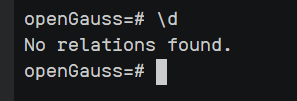 openGauss=# \d
No relations found.
openGauss=#